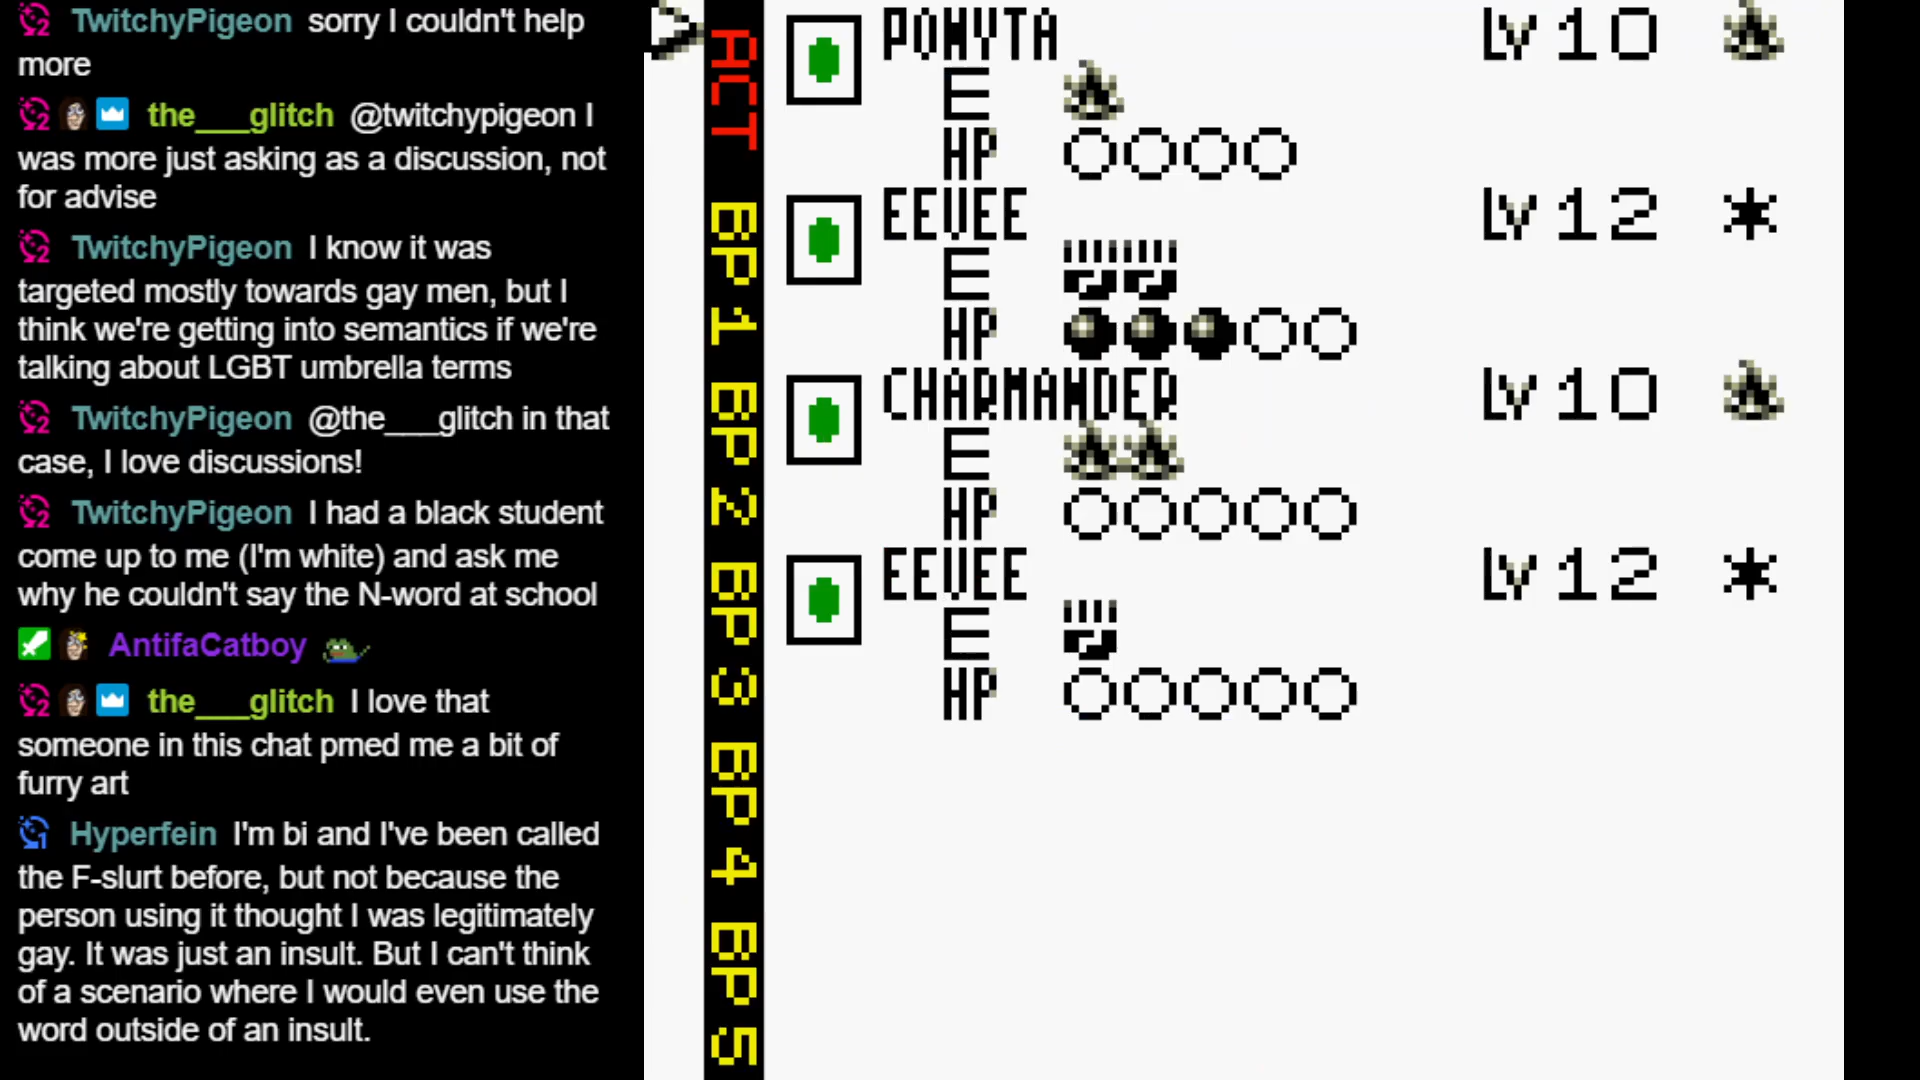 TwitchyPigeon sorry I couldn't help
more
the___glitch @twitchypigeon I
was more just asking as a discussion, not
for advise
TwitchyPigeon I know it was
targeted mostly towards gay men, but I
think we're getting into semantics if we're
talking about LGBT umbrella terms
TwitchyPigeon @the___glitch in that
case, I love discussions!
TwitchyPigeon I had a black student
come up to me (I'm white) and ask me
why he couldn't say the N-word at school
AntifaCatboy
the___glitch I love that
someone in this chat pmed me a bit of
furry art
Hyperfein I'm bi and I've been called
the F-slurt before, but not because the
person using it thought I was legitimately
gay. It was just an insult. But I can't think
of a scenario where I would even use the
word outside of an insult.
ACT
BP 1
BP 2
BP 3
BP 4
BP 5
PONYTA Lv 10
E
HP
EEVEE Lv 12
E
HP
CHARMANDER Lv 10
E
HP
EEVEE Lv 12
E
HP